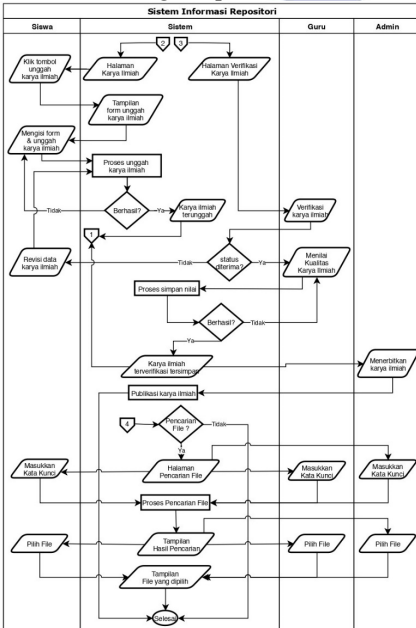 Sistem Informasi Repositori
Siswa
Sistem
Guru
Admin
2
3
Klik tombol
unggah
karya ilmiah
Halaman
Karya Ilmiah
Halaman Verifikasi
Karya Ilmiah
Tampilan
form unggah
karya ilmiah
Mengisi form
& unggah
karya ilmiah
Proses unggah
karya ilmiah
Tidak
Berhasil?
Ya
Karya ilmiah
terunggah
Verifikasi
karya ilmiah
1
Revisi data
karya ilmiah
Tidak
status
diterima?
Ya
Menilai
Kualitas
Karya Ilmiah
Proses simpan nilai
Berhasil?
Tidak
Ya
Karya ilmiah
terverifikasi tersimpan
Menerbitkan
karya ilmiah
Publikasi karya ilmiah
4
Pencarian
File ?
Tidak
Ya
Masukkan
Kata Kunci
Halaman
Pencarian File
Masukkan
Kata Kunci
Masukkan
Kata Kunci
Proses Pencarian File
Pilih File
Tampilan
Hasil Pencarian
Pilih File
Pilih File
Tampilan
File yang dipilih
Selesai